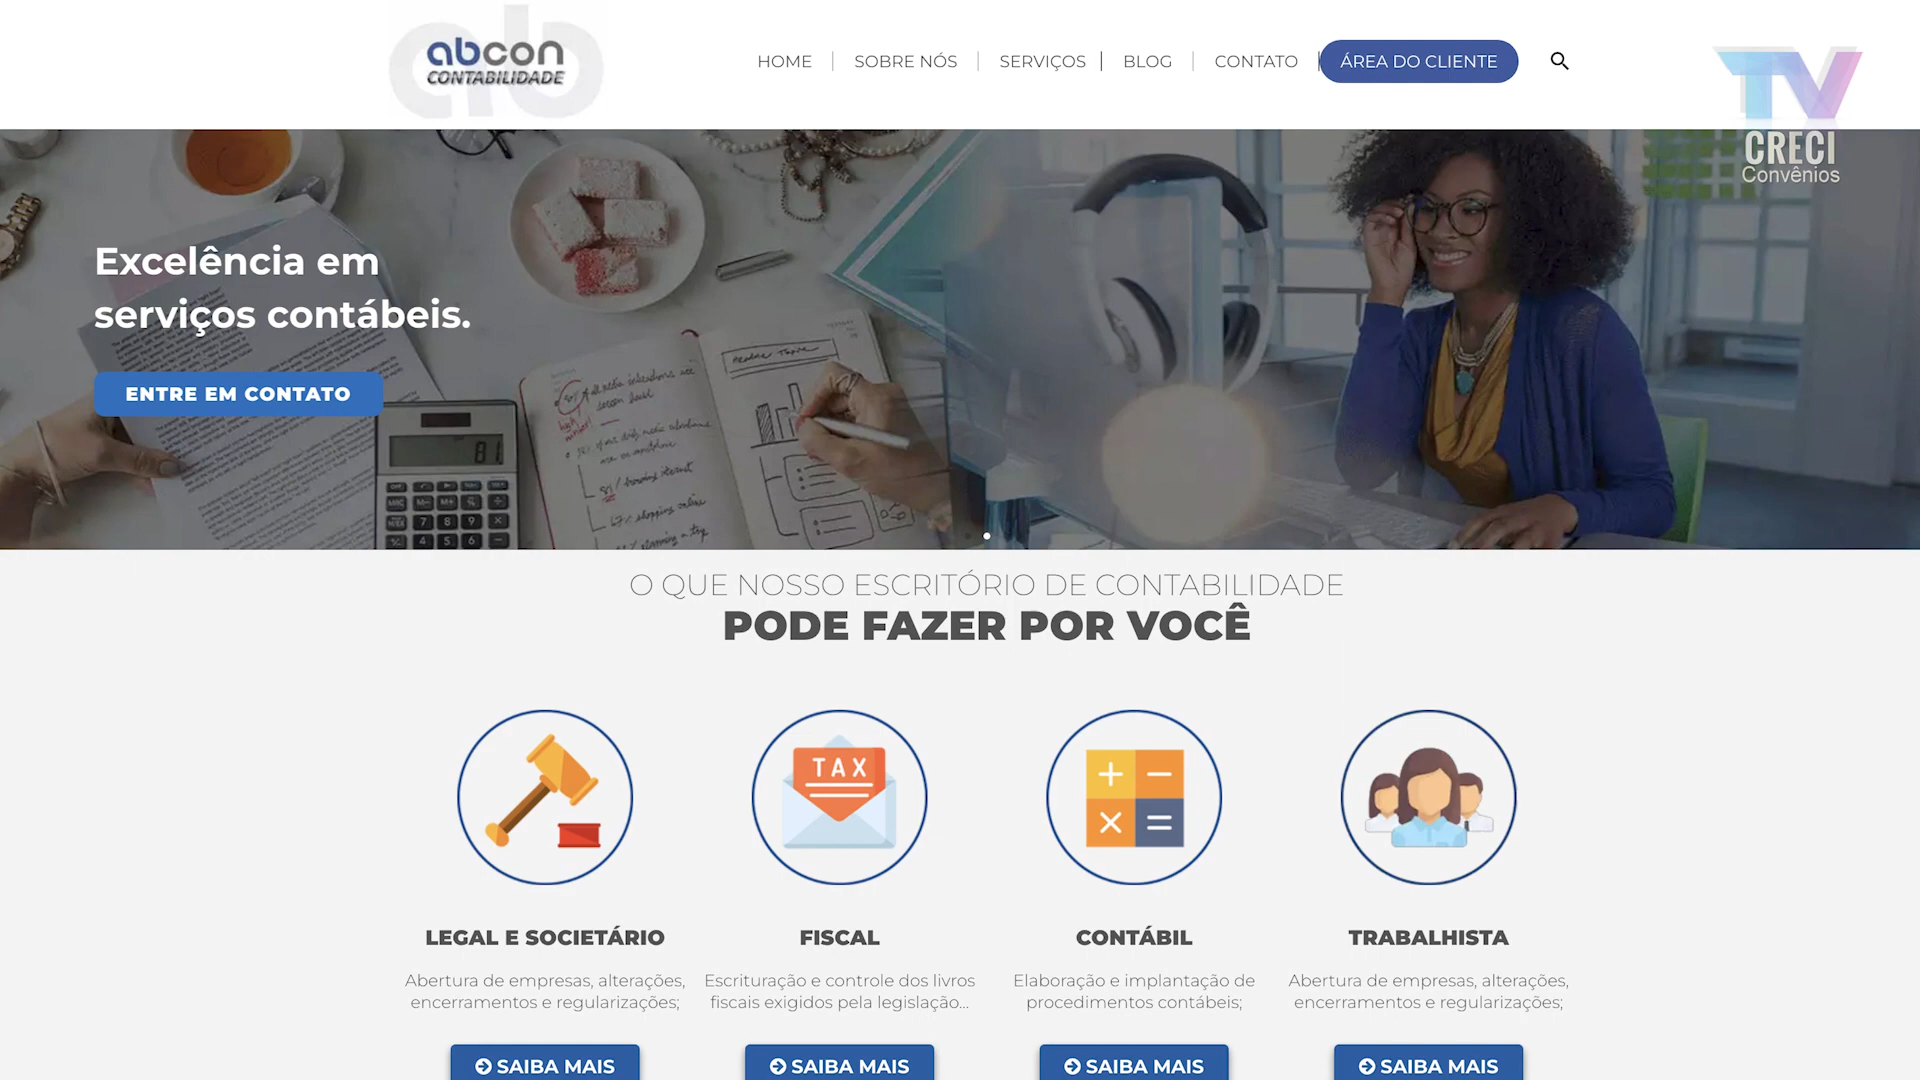 abcon
CONTABILIDADE
HOME
SOBRE NÓS
SERVIÇOS
BLOG
CONTATO
ÁREA DO CLIENTE
TV
CRECI
Convênios
Excelência em
serviços contábeis.
ENTRE EM CONTATO
81
O QUE NOSSO ESCRITÓRIO DE CONTABILIDADE
PODE FAZER POR VOCÊ
TAX
LEGAL E SOCIETÁRIO
Abertura de empresas, alterações,
encerramentos e regularizações;
SAIBA MAIS
FISCAL
Escrituração e controle dos livros
fiscais exigidos pela legislação...
SAIBA MAIS
CONTÁBIL
Elaboração e implantação de
procedimentos contábeis;
SAIBA MAIS
TRABALHISTA
Abertura de empresas, alterações,
encerramentos e regularizações;
SAIBA MAIS